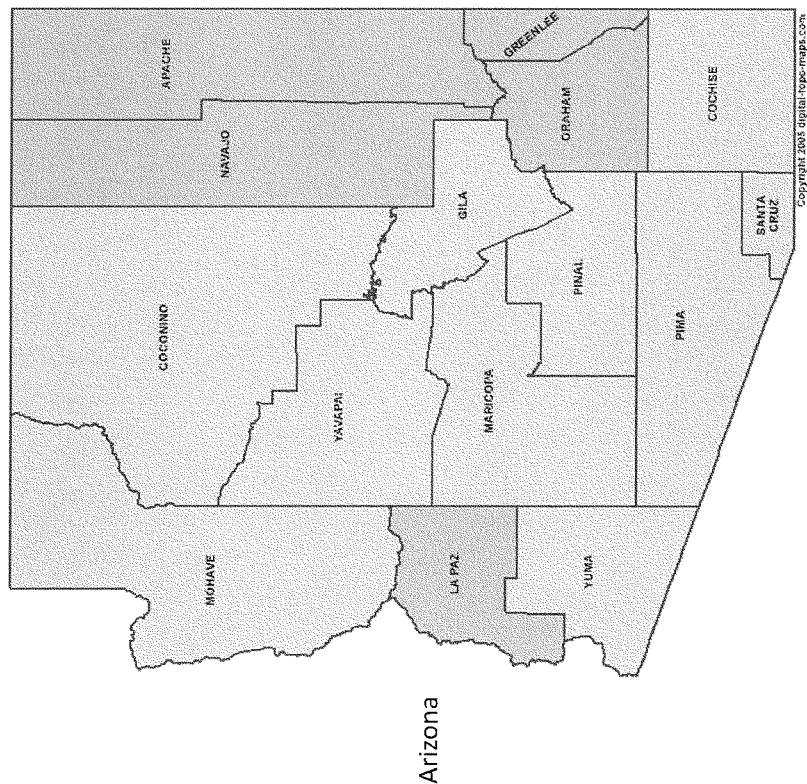 Arizona
APACHE
NAVAJO
COCONINO
MOHAVE
YAVAPAI
GILA
GREENLEE
GRAHAM
LA PAZ
MARICOPA
PINAL
YUMA
PIMA
COCHISE
SANTA
CRUZ
Copyright 2005 digital-topo-maps.com